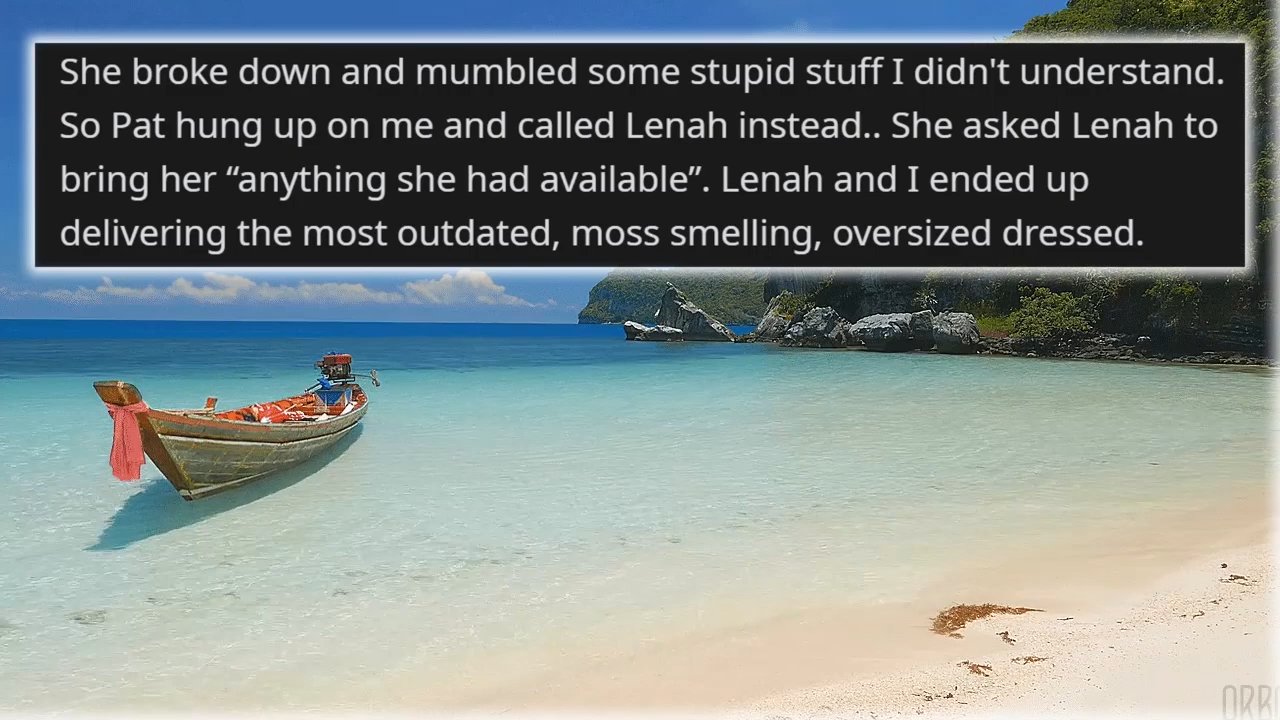 She broke down and mumbled some stupid stuff I didn't understand.
So Pat hung up on me and called Lenah instead.. She asked Lenah to
bring her “anything she had available”. Lenah and I ended up
delivering the most outdated, moss smelling, oversized dressed.